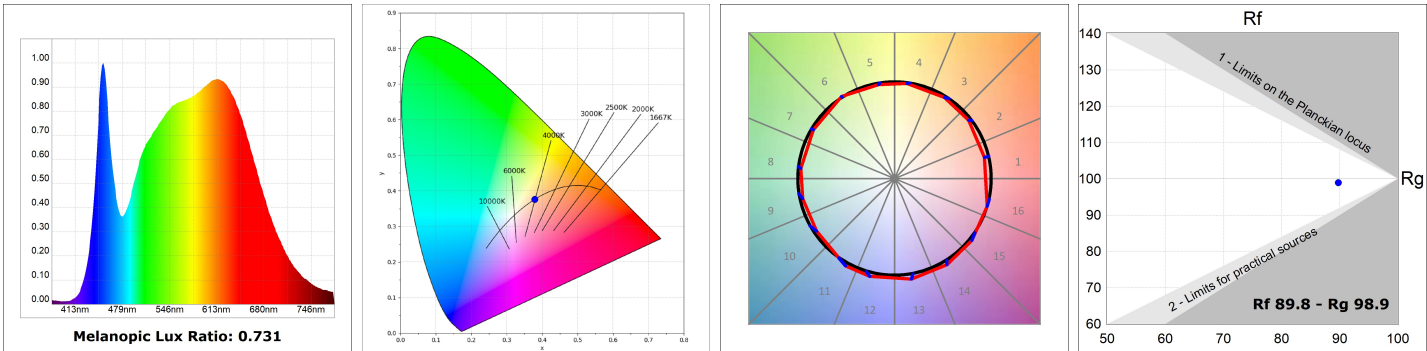 1.00
0.90
0.80
0.70
0.60
0.50
0.40
0.30
0.20
0.10
0.00
413nm 479nm 546nm 613nm 680nm 746nm
Melanopic Lux Ratio: 0.731
0.9
0.8
0.7
0.6
0.5
0.4
0.3
0.2
0.1
0.0
y
0.0 0.1 0.2 0.3 0.4 0.5 0.6 0.7 0.8
x
10000K
6000K
4000K
3000K
2500K
2000K
1667K
1
2
3
4
5
6
7
8
9
10
11
12
13
14
15
16
Rf
140
130
120
110
100
90
80
70
60
Rg
1 - Limits on the Planckian locus
2 - Limits for practical sources
Rf 89.8 - Rg 98.9
50 60 70 80 90 100